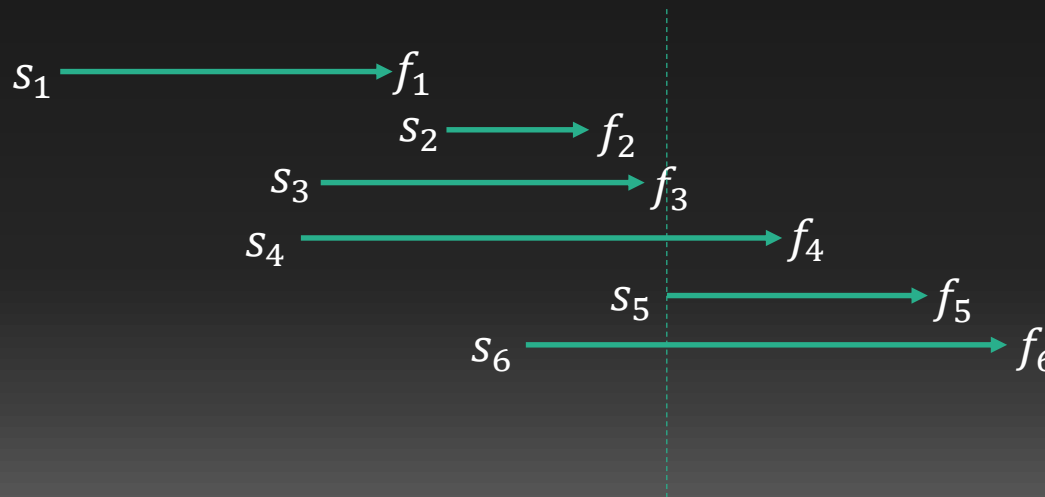 s₁ f₁
s₂ f₂
s₃ f₃
s₄ f₄
s₅ f₅
s₆ f₆